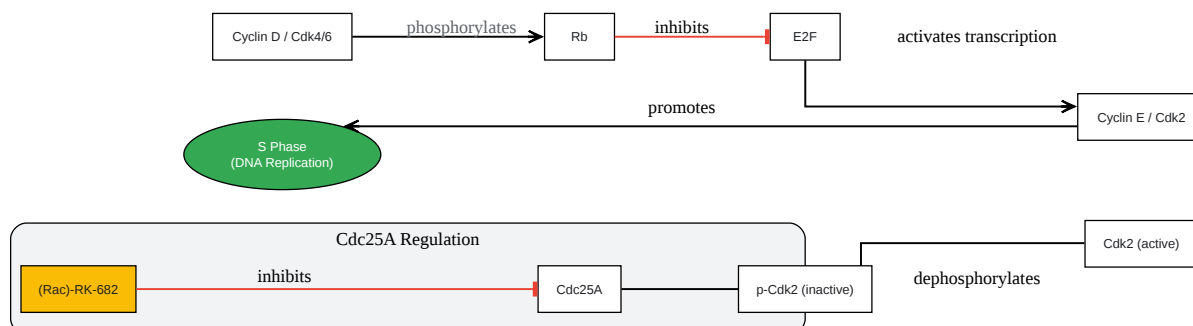 Cyclin D / Cdk4/6
phosphorylates
Rb
inhibits
E2F
activates transcription
Cyclin E / Cdk2
promotes
S Phase
(DNA Replication)
Cdc25A Regulation
(Rac)-RK-682
inhibits
Cdc25A
p-Cdk2 (inactive)
dephosphorylates
Cdk2 (active)